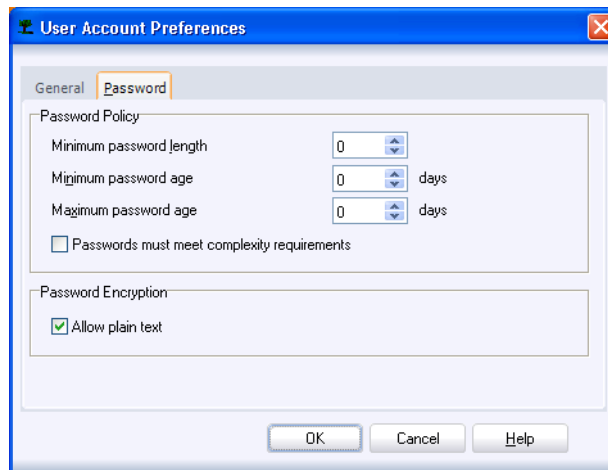 User Account Preferences
General Password
Password Policy
Minimum password length 0
Minimum password age 0 days
Maximum password age 0 days
Passwords must meet complexity requirements
Password Encryption
Allow plain text
OK Cancel Help